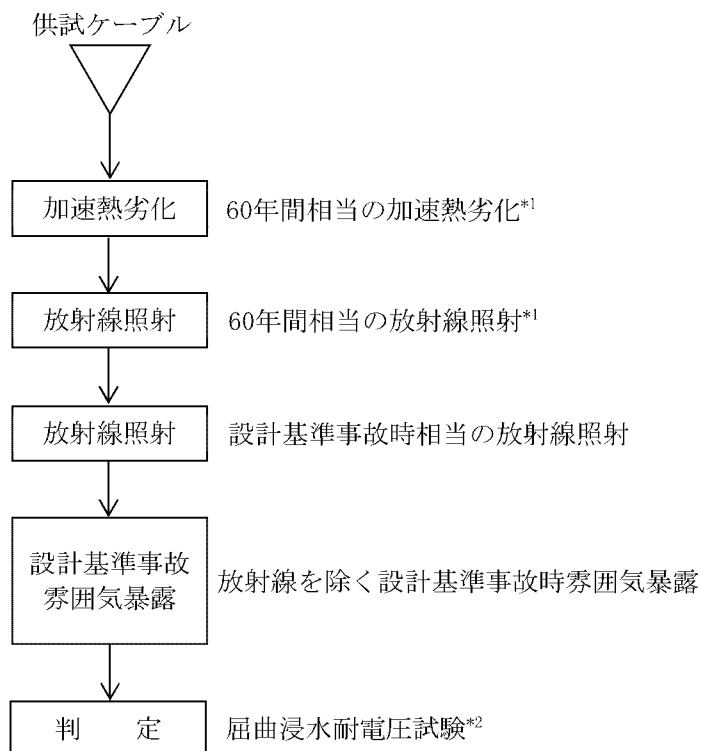 供試ケーブル
加速熱劣化 60年間相当の加速熱劣化*1
放射線照射 60年間相当の放射線照射*1
放射線照射 設計基準事故時相当の放射線照射
設計基準事故
雰囲気暴露
放射線を除く設計基準事故時雰囲気暴露
判 定 屈曲浸水耐電圧試験*2